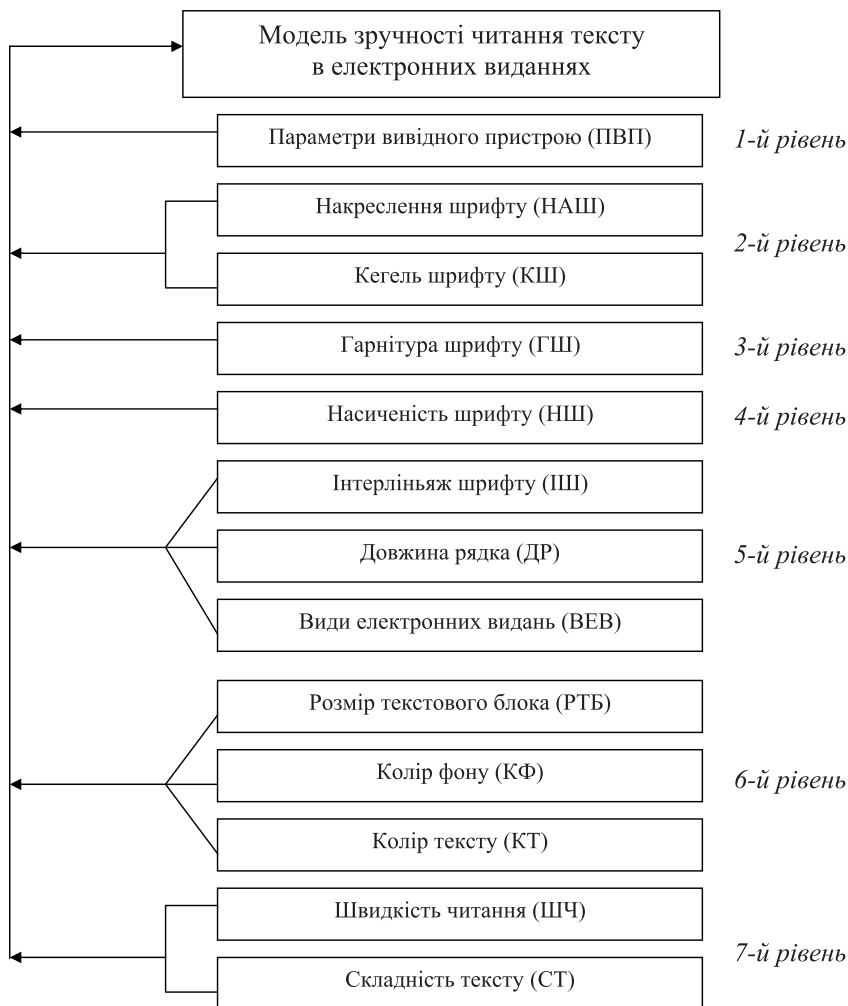 Модель зручності читання тексту
в електронних виданнях
Параметри вивідного пристрою (ПВП)
1-й рівень
Накреслення шрифту (НАШ)
2-й рівень
Кегель шрифту (КШ)
Гарнітура шрифту (ГШ)
3-й рівень
Насиченість шрифту (НШ)
4-й рівень
Інтерліньяж шрифту (ІШ)
Довжина рядка (ДР)
5-й рівень
Види електронних видань (ВЕВ)
Розмір текстового блока (РТБ)
Колір фону (КФ)
6-й рівень
Колір тексту (КТ)
Швидкість читання (ШЧ)
7-й рівень
Складність тексту (СТ)